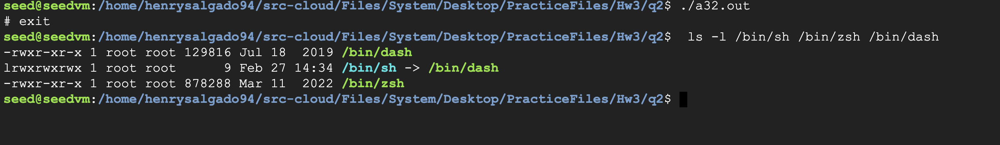 seed@seedvm:/home/henrysalgado94/src-cloud/Files/System/Desktop/PracticeFiles/Hw3/q2$ ./a32.out
# exit
seed@seedvm:/home/henrysalgado94/src-cloud/Files/System/Desktop/PracticeFiles/Hw3/q2$  ls -l /bin/sh /bin/zsh /bin/dash
-rwxr-xr-x 1 root root 129816 Jul 18  2019 /bin/dash
lrwxrwxrwx 1 root root      9 Feb 27 14:34 /bin/sh -> /bin/dash
-rwxr-xr-x 1 root root 878288 Mar 11  2022 /bin/zsh
seed@seedvm:/home/henrysalgado94/src-cloud/Files/System/Desktop/PracticeFiles/Hw3/q2$